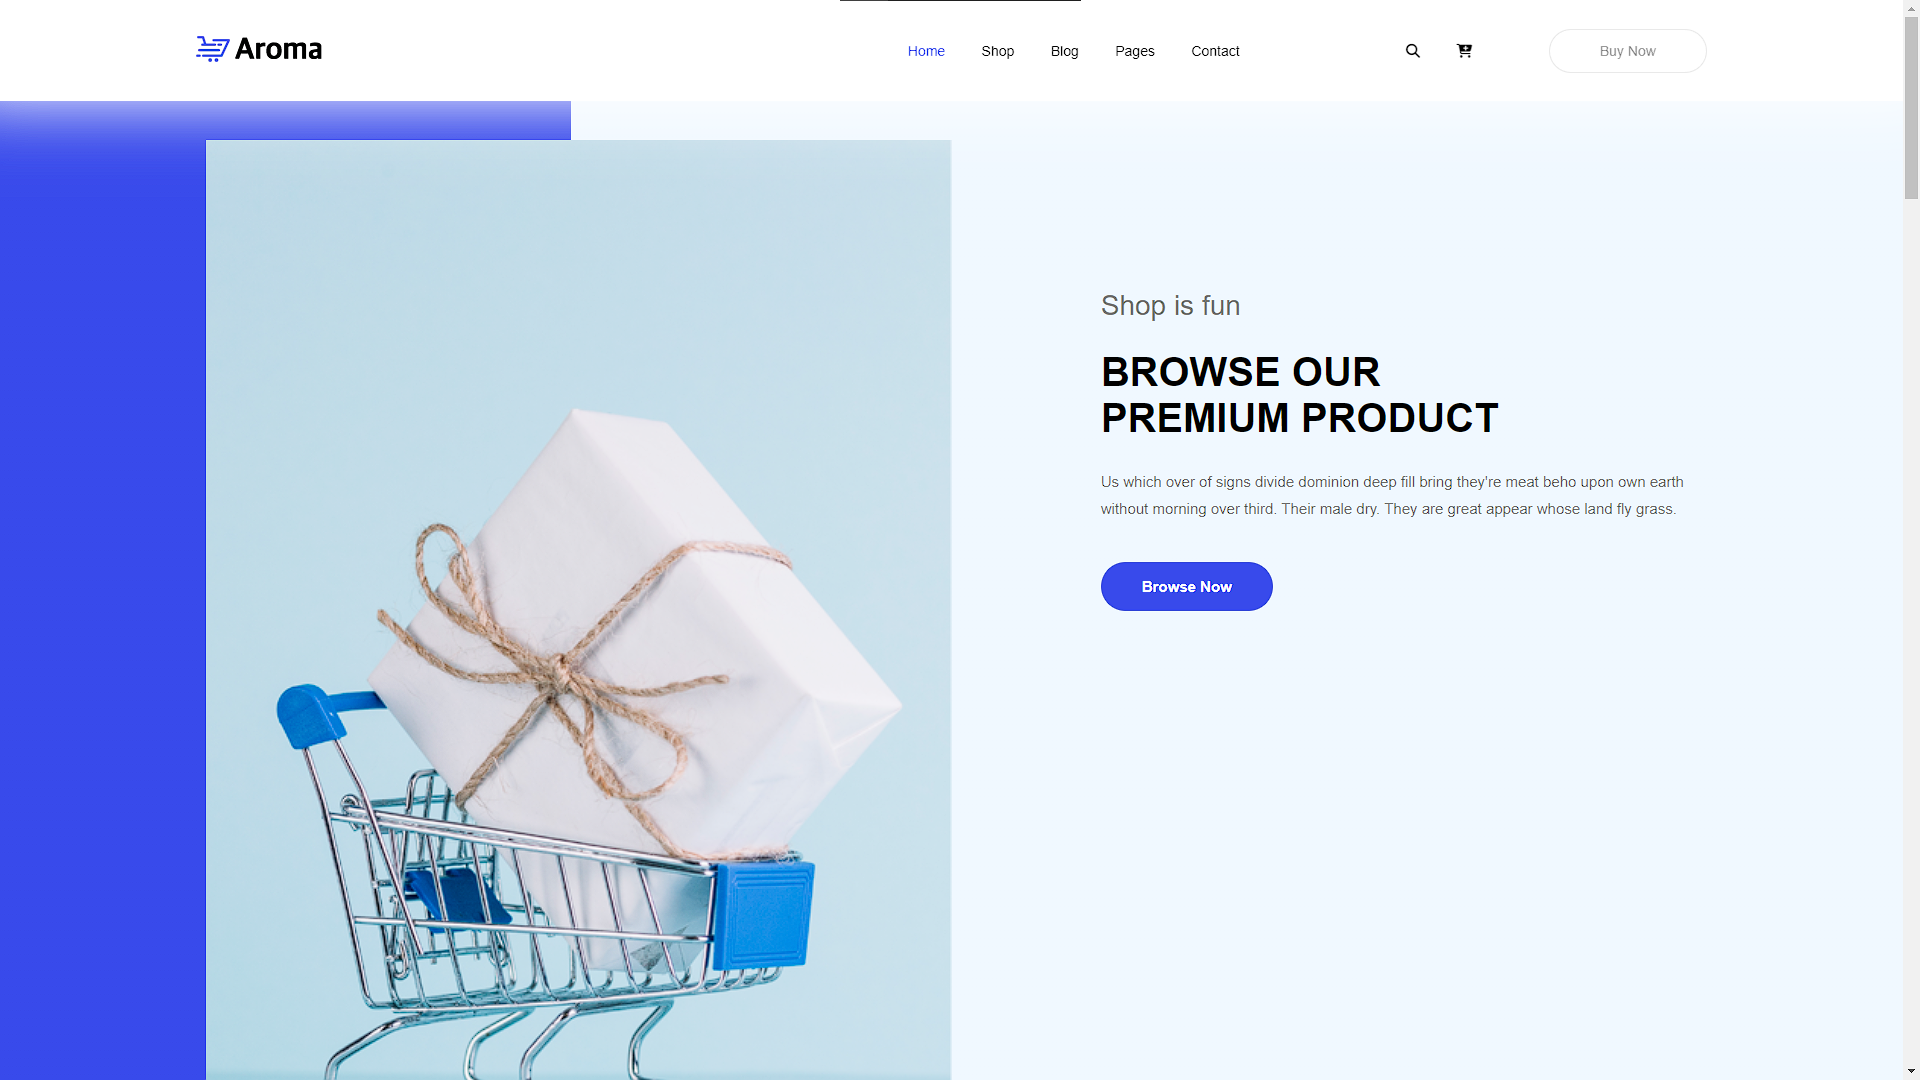 Aroma
Home Shop Blog Pages Contact Buy Now
Shop is fun
BROWSE OUR
PREMIUM PRODUCT
Us which over of signs divide dominion deep fill bring they're meat beho upon own earth
without morning over third. Their male dry. They are great appear whose land fly grass.
Browse Now